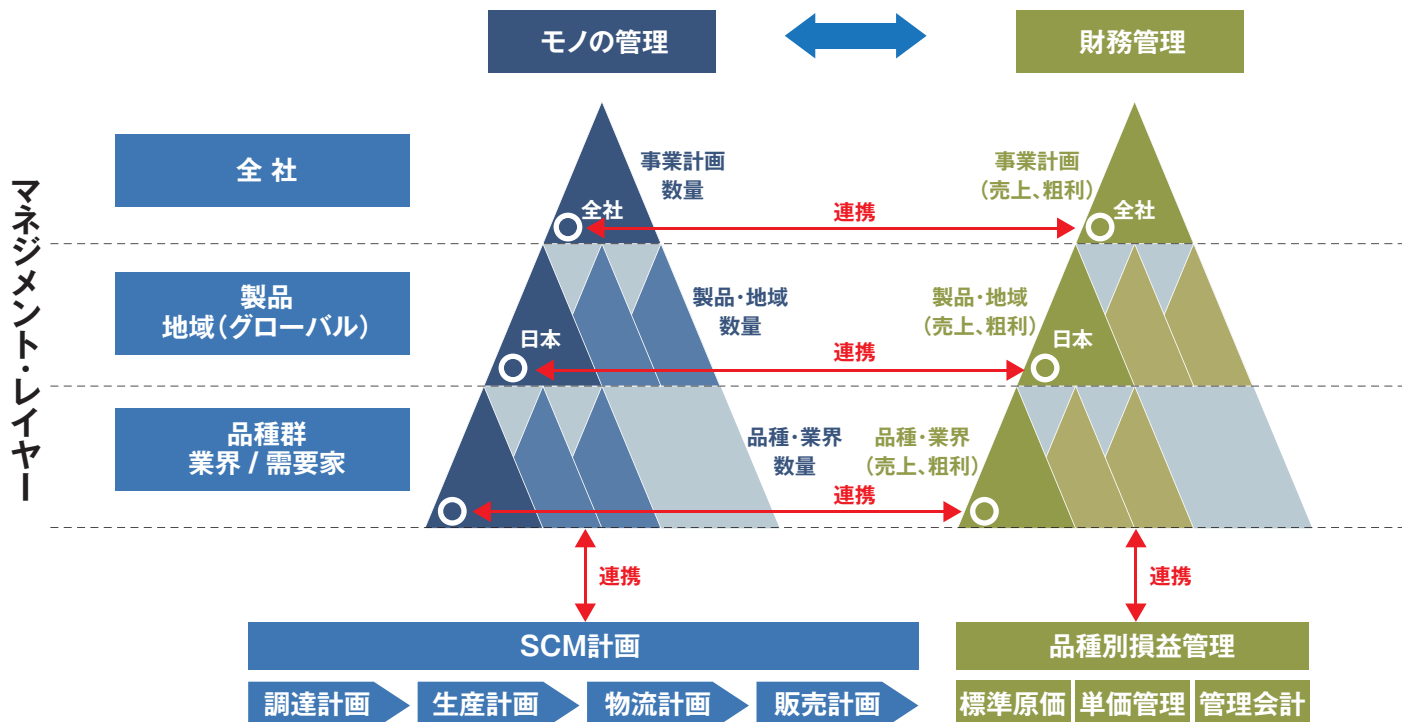 モノの管理
財務管理
マネジメント・レイヤー
全 社
事業計画
数量
事業計画
(売上、粗利)
全社
連携
全社
製品
地域(グローバル)
製品・地域
数量
製品・地域
(売上、粗利)
日本
連携
日本
品種群
業界 / 需要家
品種・業界
数量
品種・業界
(売上、粗利)
連携
連携
連携
SCM計画
品種別損益管理
調達計画
生産計画
物流計画
販売計画
標準原価
単価管理
管理会計